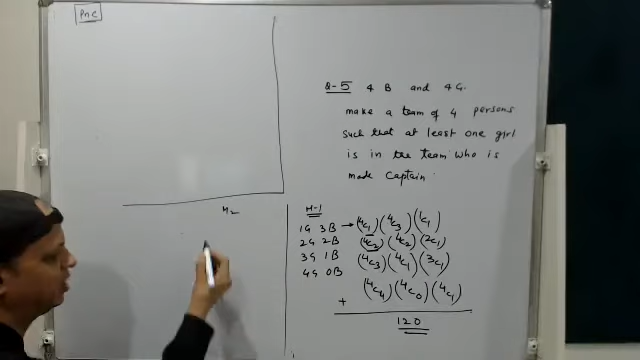 PnC
Q-5 4 B and 4 G.
make a team of 4 persons
such that at least one girl
is in the team who is
made Captain.
M2
M-1
1G 3B → (4C1)(4C3)(1C1)
2G 2B (4C2)(4C2)(2C1)
3G 1B (4C3)(4C1)(3C1)
4G 0B (4C4)(4C0)(4C1)
+
120